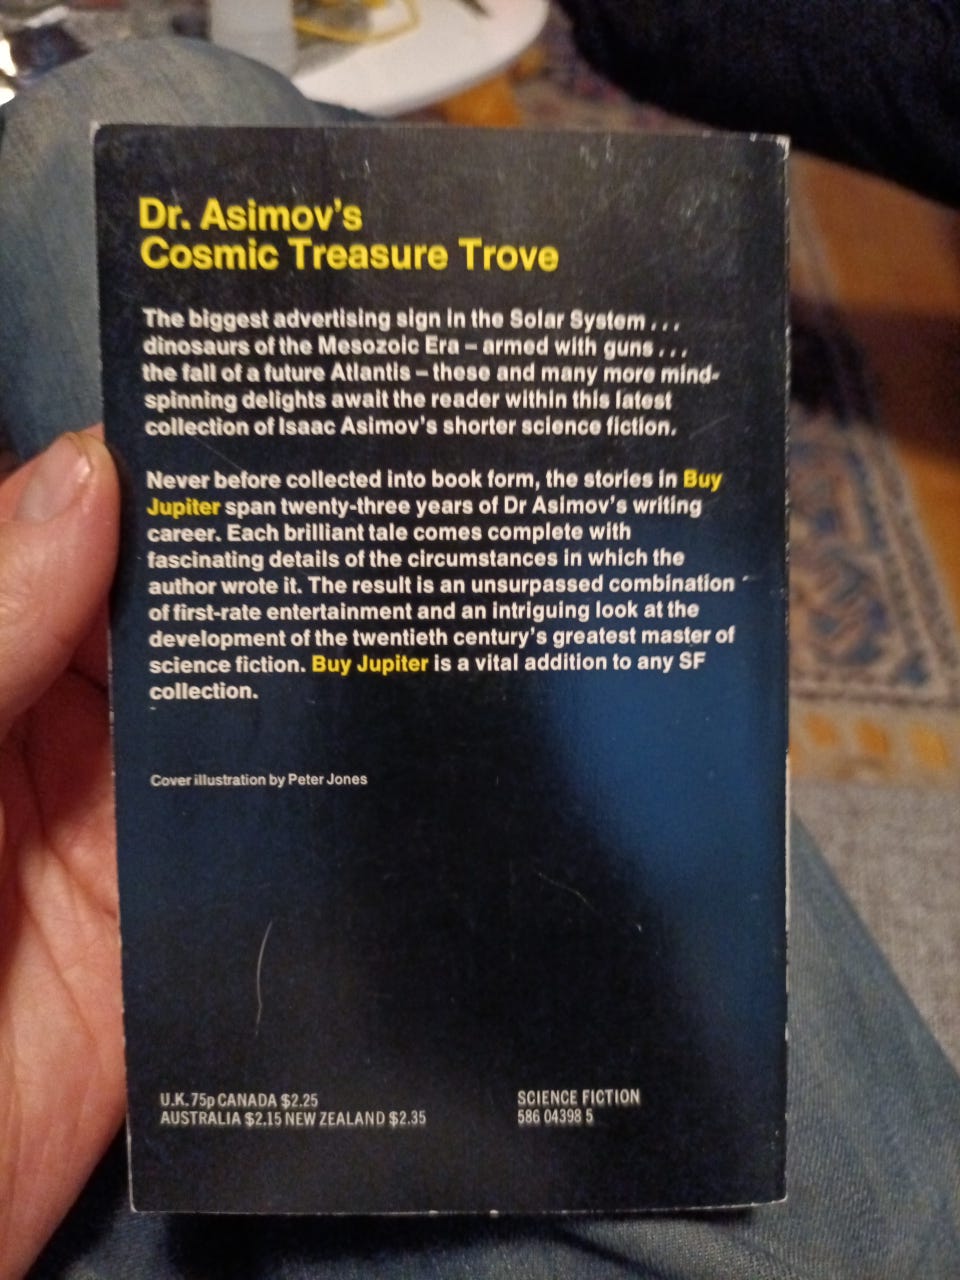 Dr. Asimov's
Cosmic Treasure Trove
The biggest advertising sign in the Solar System . . .
dinosaurs of the Mesozoic Era – armed with guns . . .
the fall of a future Atlantis – these and many more mind-
spinning delights await the reader within this latest
collection of Isaac Asimov's shorter science fiction.
Never before collected into book form, the stories in Buy
Jupiter span twenty-three years of Dr Asimov's writing
career. Each brilliant tale comes complete with
fascinating details of the circumstances in which the
author wrote it. The result is an unsurpassed combination
of first-rate entertainment and an intriguing look at the
development of the twentieth century's greatest master of
science fiction. Buy Jupiter is a vital addition to any SF
collection.
Cover illustration by Peter Jones
U.K. 75p CANADA $2.25
AUSTRALIA $2.15 NEW ZEALAND $2.35
SCIENCE FICTION
586 04398 5